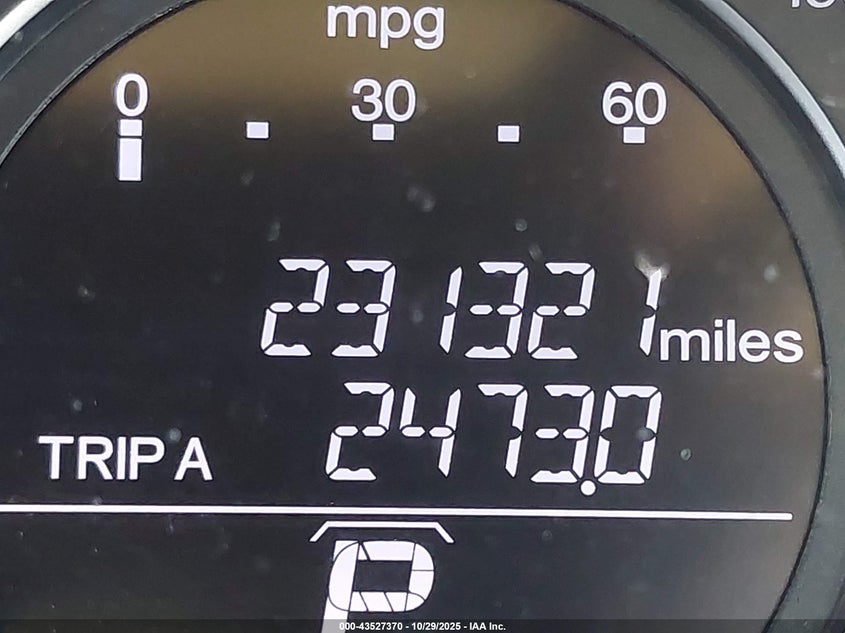 mpg
0 30 60
231321 miles
TRIP A 2473.0
P
000-43527370 - 10/29/2025 - IAA Inc.